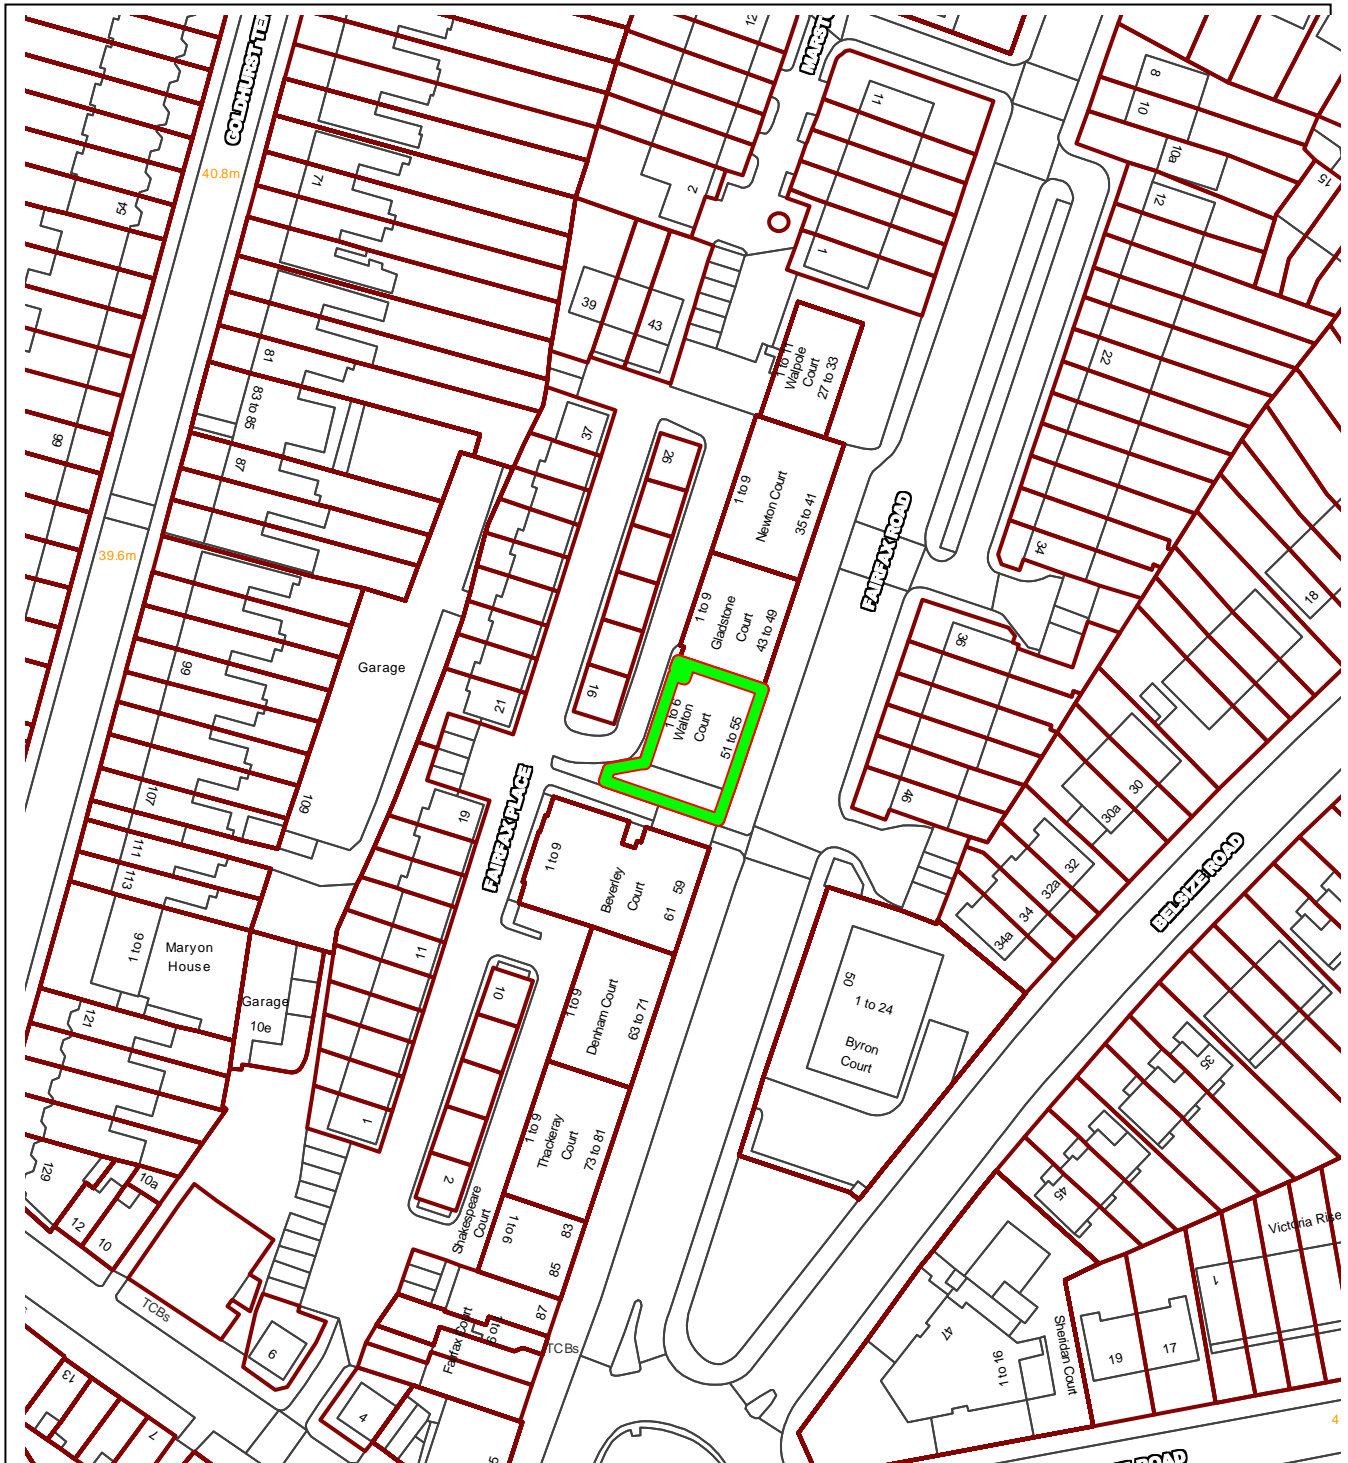 GOLDHURST TE
MARST
12
11
8
10
10a
15
40.8m
71
54
2
12
1
39
43
22
81
1 to 11
Walpole
Court
27 to 33
83 to 85
99
37
26
87
1 to 9
Newton Court
35 to 41
FAIRFAX ROAD
39.6m
34
18
1 to 9
Gladstone
Court
43 to 49
36
Garage
99
16
21
1 to 6
Walton
Court
51 to 55
107
109
19
FAIRFAX PLACE
46
30
30a
111
113
1 to 9
Beverley
Court
59
61
32
32a
34
34a
BELSIZE ROAD
1 to 9
Maryon
House
11
Garage
10e
10
1 to 9
Denham Court
63 to 71
50
1 to 24
Byron
Court
121
35
1
1 to 9
Thackeray
Court
73 to 81
129
10a
12
10
2
Shakespeare
Court
1 to 6
83
85
45
Victoria Rise
1
TCBs
6
87
Fairfax Court
TCBs
47
1 to 16
Sheridan Court
19
17
13
7
4
4
ROAD